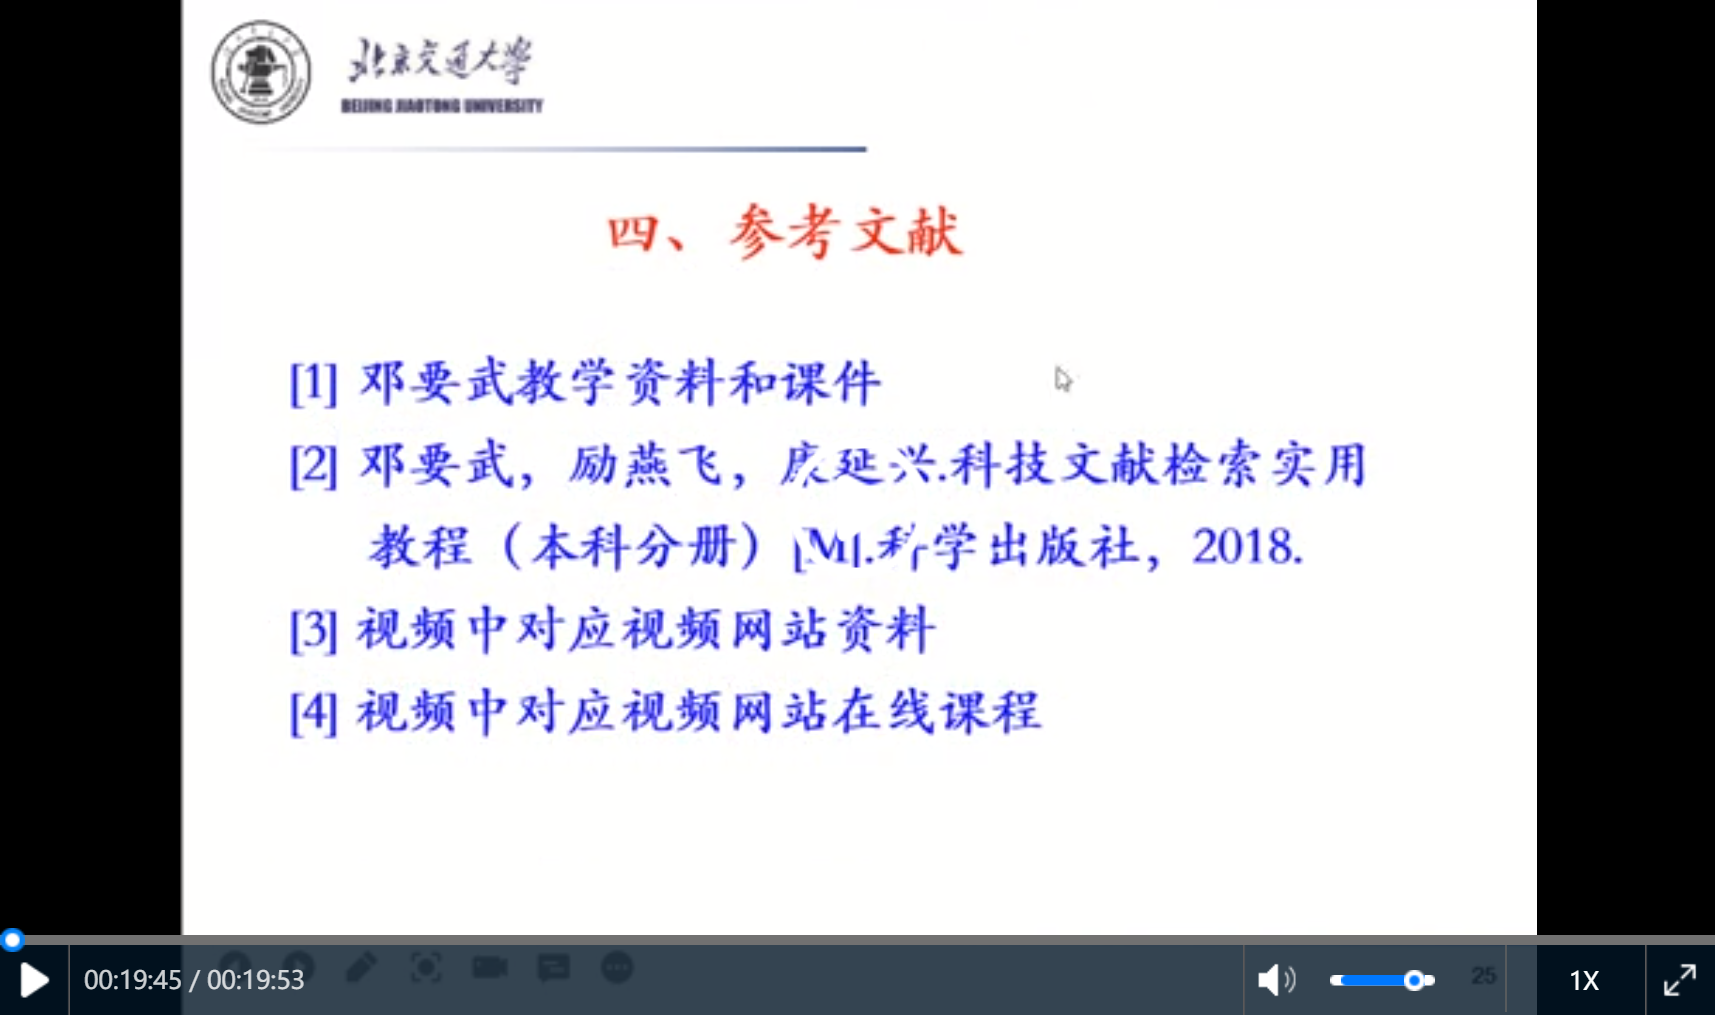 北京交通大学
BEIJING JIAOTONG UNIVERSITY
四、参考文献
[1] 邓要武教学资料和课件
[2] 邓要武，励燕飞，康延兴.科技文献检索实用
教程（本科分册）[M].科学出版社，2018.
[3] 视频中对应视频网站资料
[4] 视频中对应视频网站在线课程
00:19:45 / 00:19:53
25
1X